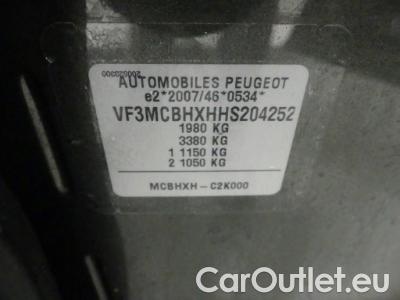 AUTOMOBILES PEUGEOT
e2*2007/46*0534*
VF3MCBHXHHS204252
1980 KG
3380 KG
1 1150 KG
2 1050 KG
MCBHXH-C2K000
CarOutlet.eu